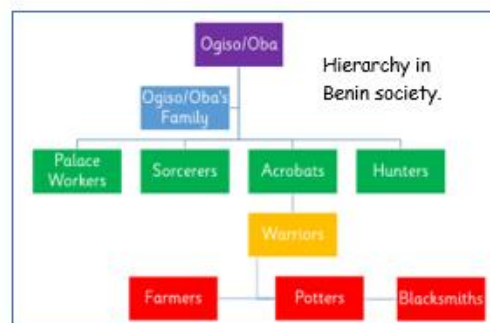 Ogiso/Oba
Hierarchy in
Benin society.
Ogiso/Oba's
Family
Palace
Workers
Sorcerers
Acrobats
Hunters
Warriors
Farmers
Potters
Blacksmiths